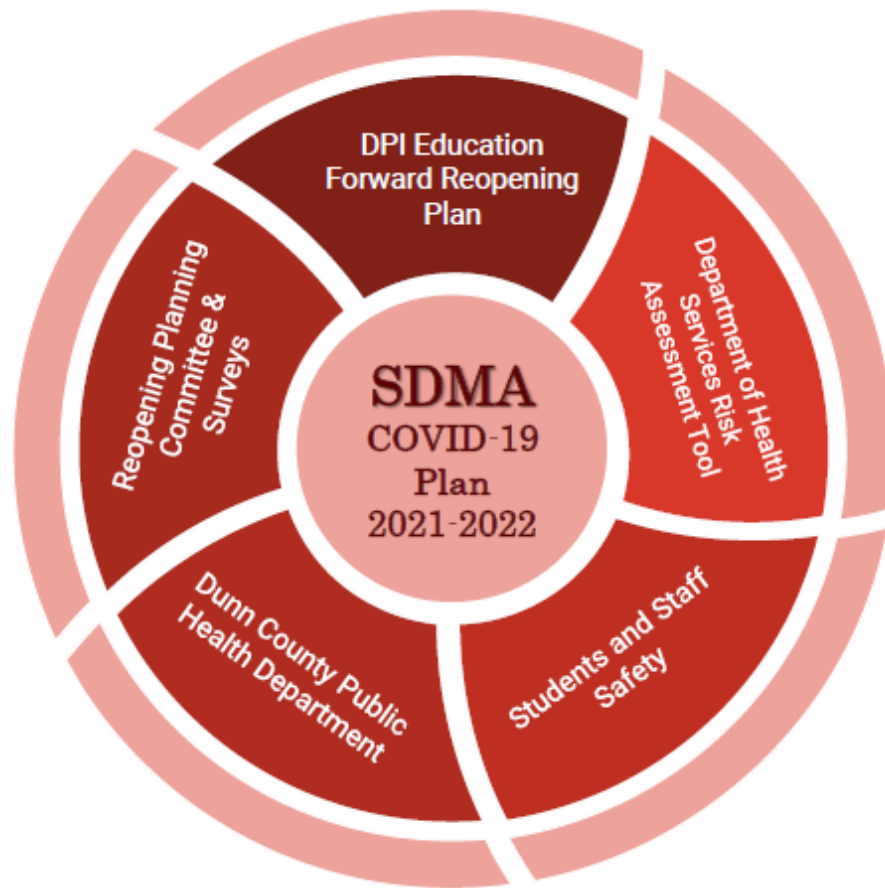 DPI Education
Forward Reopening
Plan
Department of Health
Services Risk
Assessment Tool
Students and Staff
Safety
Dunn County Public
Health Department
Reopening Planning
Committee &
Surveys
SDMA
COVID-19
Plan
2021-2022